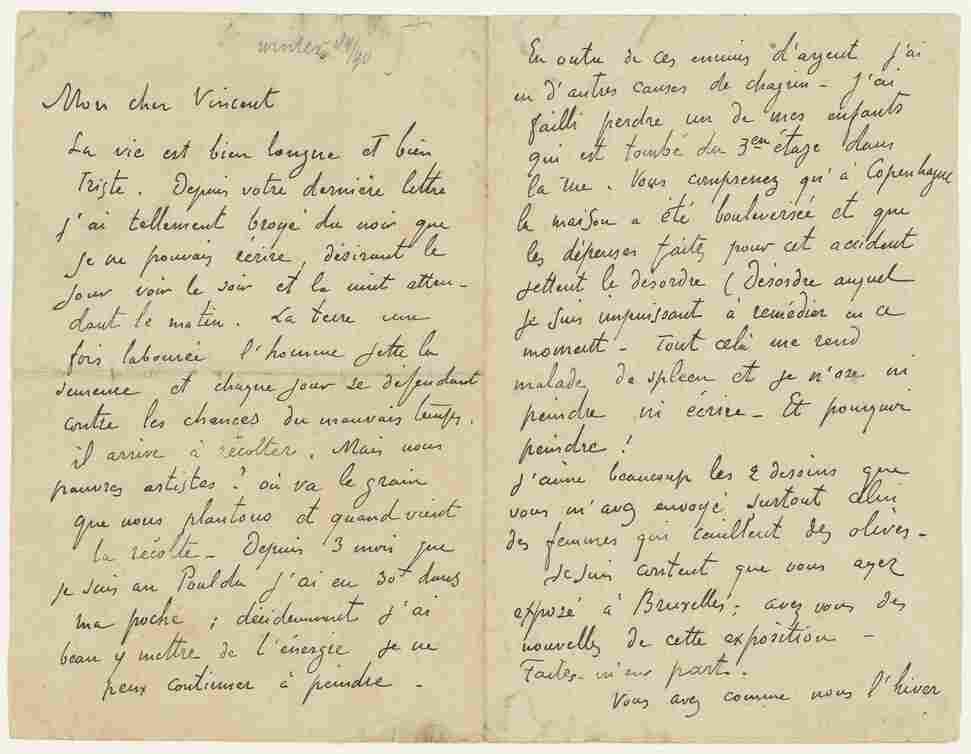 winter 89/90
Mon cher Vincent
La vie est bien longue et bien
Triste. Depuis votre dernière lettre
j'ai tellement broyé du noir que
je ne pouvais écrire, désirant le
jour voir le soir et la nuit atten-
dant le matin. La terre une
fois labourée l'homme jette la
semence et chaque jour se défendant
contre les chances du mauvais temps.
il arrive à récolter. Mais nous
pauvres artistes? où va le grain
que nous plantons et quand vient
la récolte - Depuis 3 mois que
je suis au Pouldu j'ai eu 30f dans
ma poche; décidemment j'ai
beau y mettre de l'énergie je ne
peux continuer à peindre -
En outre de ces ennuis d'argent j'ai
eu d'autres causes de chagrin - J'ai
failli perdre un de mes enfants
qui est tombé du 3em étage dans
la rue. Vous comprenez qu'à Copenhague
la maison a été bouleversée et que
les dépenses faites pour cet accident
jettent le désordre (Désordre auquel
je suis impuissant à remédier en ce
moment - Tout celà me rend
malade, de spleen et je n'ose ni
peindre ni écrire - Et pourquoi
peindre!
j'aime beaucoup les 2 dessins que
vous m'avez envoyé surtout celui
des femmes qui cueillent des olives -
Je suis content que vous ayez
exposé à Bruxelles; avez vous des
nouvelles de cette exposition -
Faites-m'en part.
Vous avez comme nous l'hiver